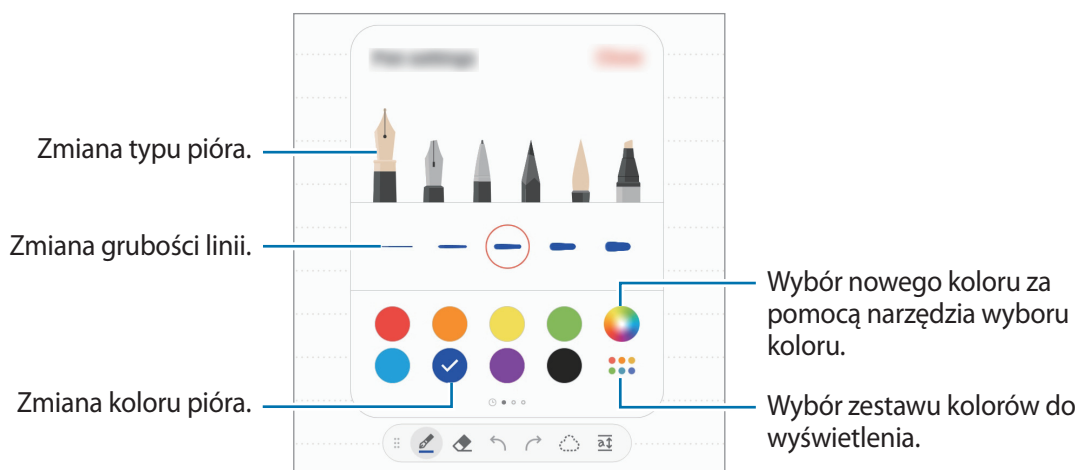 Zmiana typu pióra.
Zmiana grubości linii.
Wybór nowego koloru za
pomocą narzędzia wyboru
koloru.
Zmiana koloru pióra.
Wybór zestawu kolorów do
wyświetlenia.